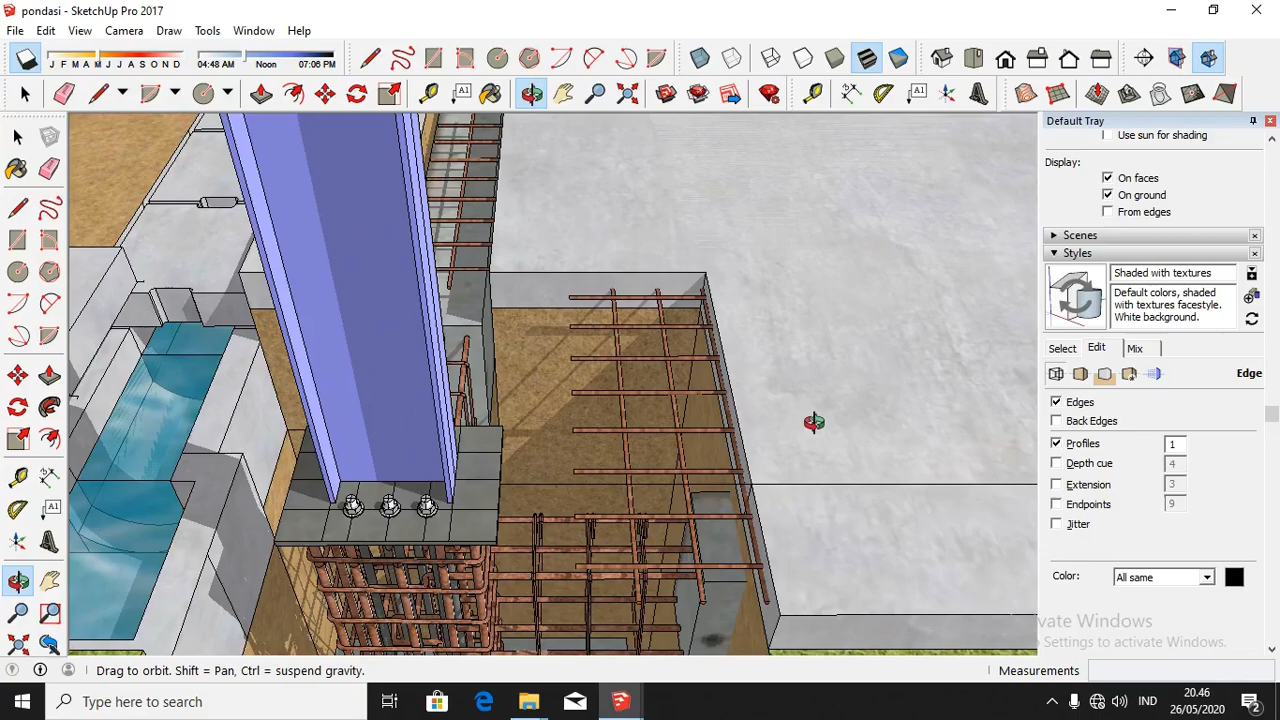 pondasi - SketchUp Pro 2017
File Edit View Camera Draw Tools Window Help
J F M A M J J A S O N D
04:48 AM Noon 07:06 PM
A1
Default Tray
Use sun for shading
Display:
On faces
On ground
From edges
Scenes
Styles
Shaded with textures
Default colors, shaded
with textures facestyle.
White background.
Select Edit Mix
Edge
Edges
Back Edges
Profiles 1
Depth cue 4
Extension 3
Endpoints 9
Jitter
Color: All same
A1
vate Windows
Settings to activate Windows.
Drag to orbit. Shift = Pan, Ctrl = suspend gravity.
Measurements
Type here to search
IND
20.46
26/05/2020
2